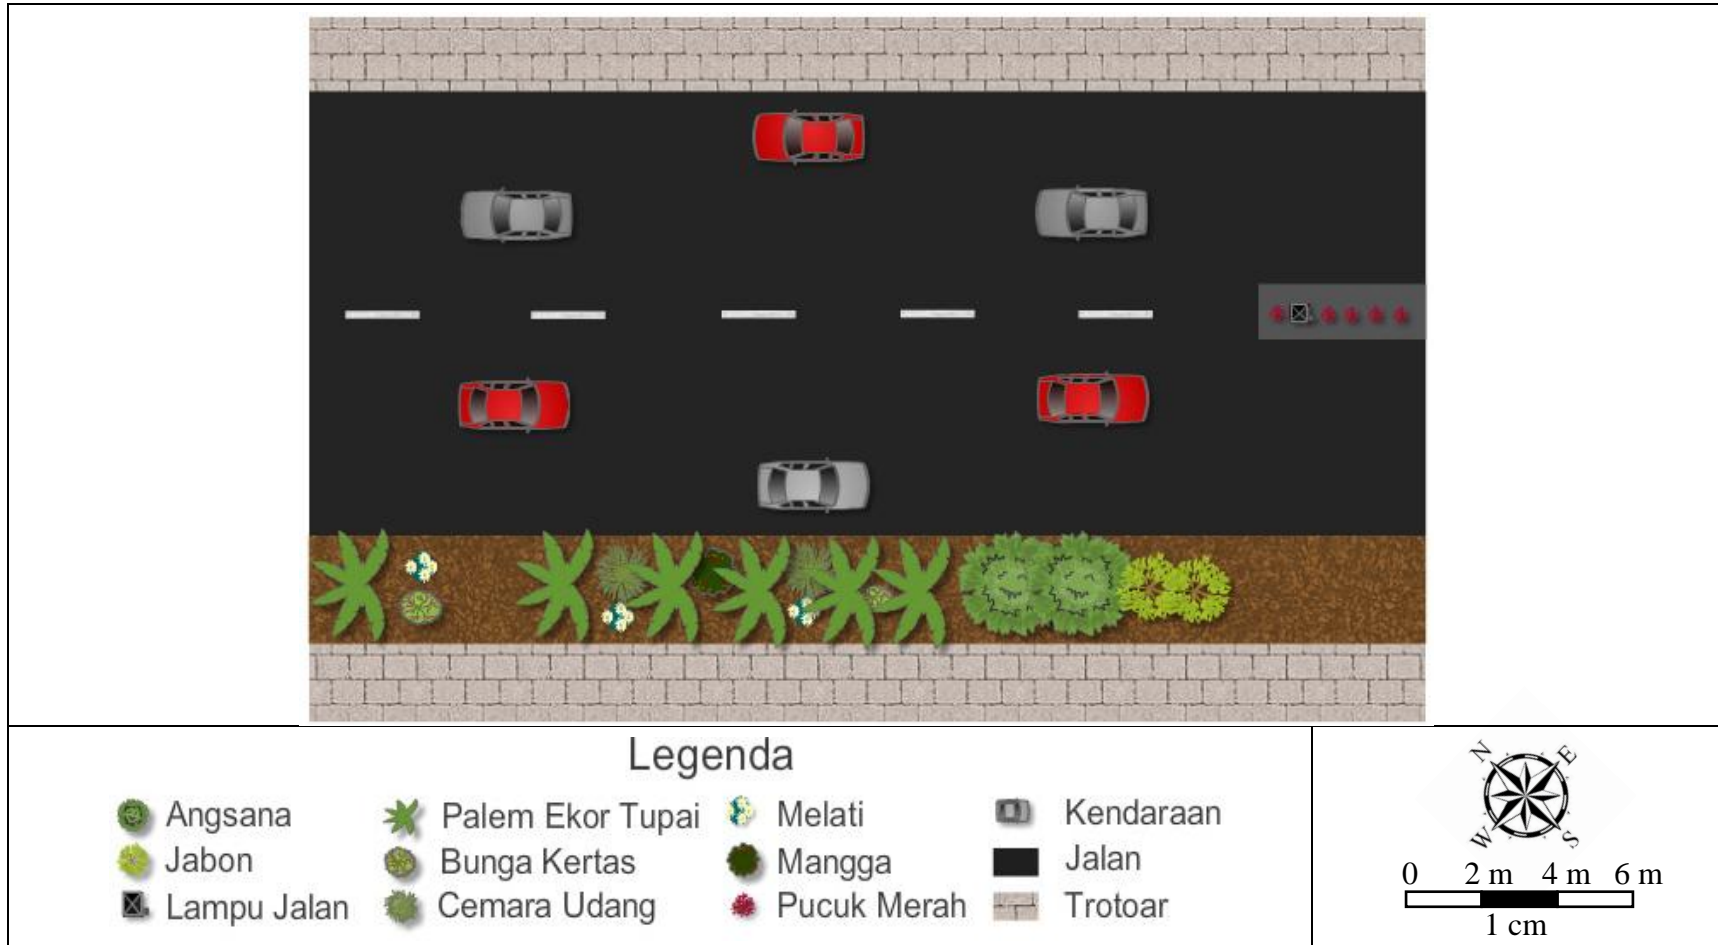 Legenda
Angsana
Palem Ekor Tupai
Melati
Kendaraan
Jabon
Bunga Kertas
Mangga
Jalan
Lampu Jalan
Cemara Udang
Pucuk Merah
Trotoar
N E
W S
0 2 m 4 m 6 m
1 cm